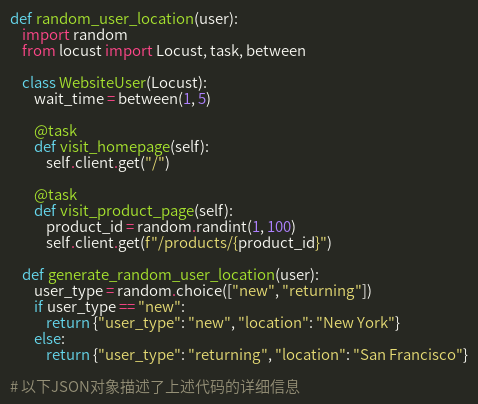 def random_user_location(user):
    import random
    from locust import Locust, task, between

    class WebsiteUser(Locust):
        wait_time = between(1, 5)

        @task
        def visit_homepage(self):
            self.client.get("/")

        @task
        def visit_product_page(self):
            product_id = random.randint(1, 100)
            self.client.get(f"/products/{product_id}")

    def generate_random_user_location(user):
        user_type = random.choice(["new", "returning"])
        if user_type == "new":
            return {"user_type": "new", "location": "New York"}
        else:
            return {"user_type": "returning", "location": "San Francisco"}

# 以下JSON对象描述了上述代码的详细信息